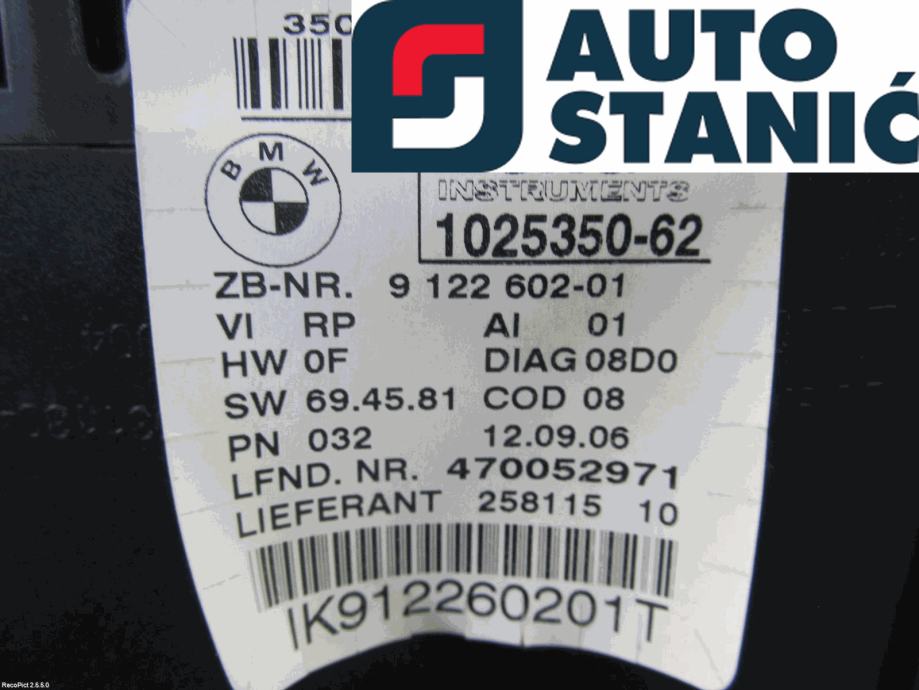 350
AUTO
STANIĆ
BMW
INSTRUMENTS
1025350-62
ZB-NR. 9 122 602-01
VI RP AI 01
HW 0F DIAG 08D0
SW 69.45.81 COD 08
PN 032 12.09.06
LFND. NR. 470052971
LIEFERANT 258115 10
IK912260201T
RecoPict 2.5.5.0